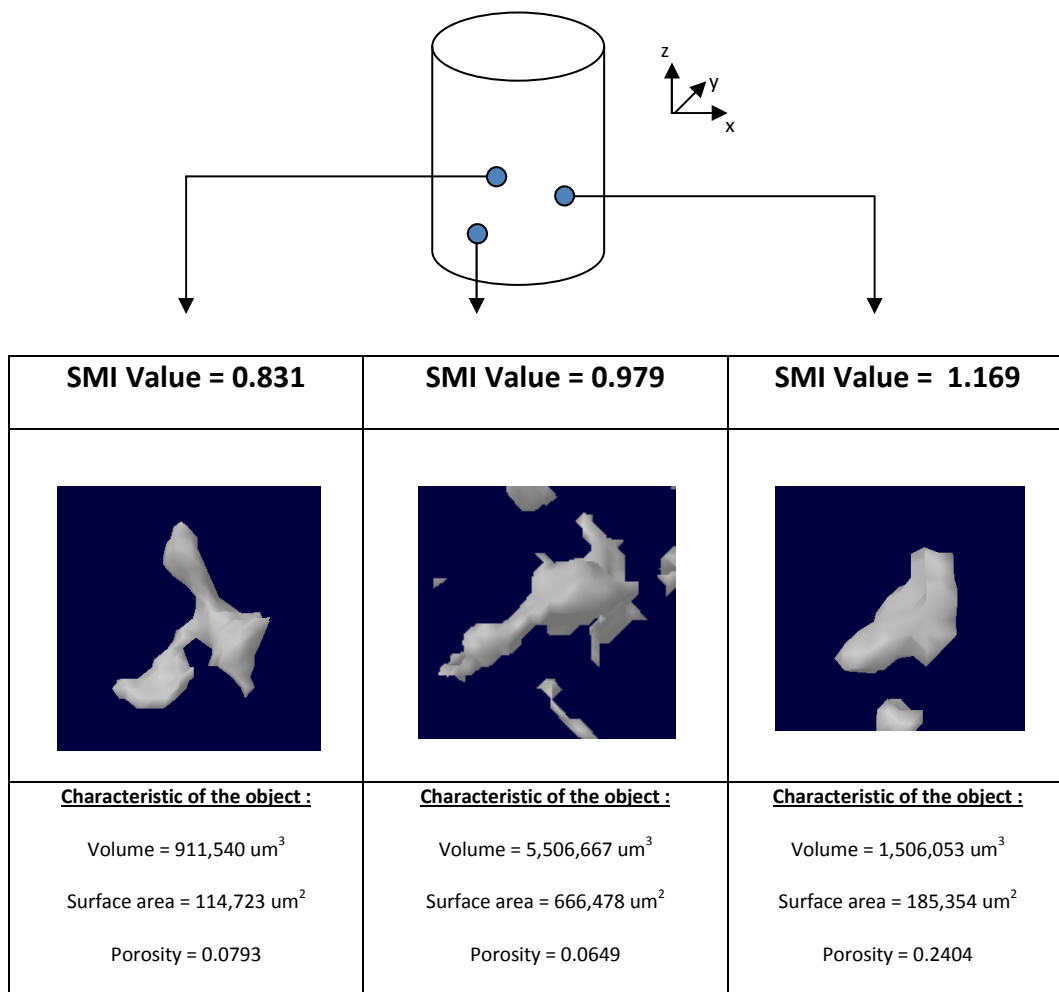 z
y
x
SMI Value = 0.831
SMI Value = 0.979
SMI Value =  1.169
Characteristic of the object :
Volume = 911,540 um³
Surface area = 114,723 um²
Porosity = 0.0793
Characteristic of the object :
Volume = 5,506,667 um³
Surface area = 666,478 um²
Porosity = 0.0649
Characteristic of the object :
Volume = 1,506,053 um³
Surface area = 185,354 um²
Porosity = 0.2404